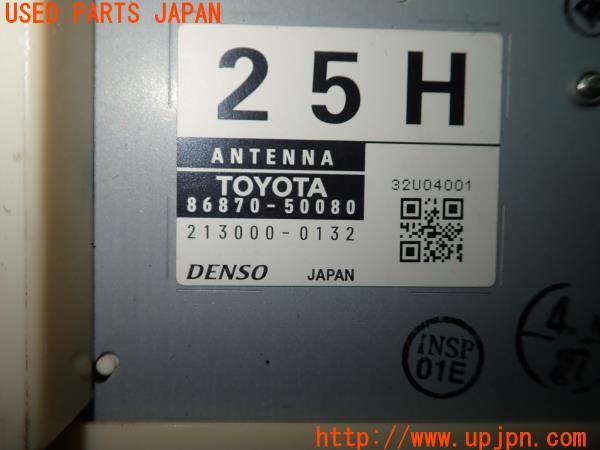 USED PARTS JAPAN
25H
ANTENNA
TOYOTA
86870-50080
32U04001
213000-0132
DENSO JAPAN
INSP
01E
4.
http://www.upjpn.com